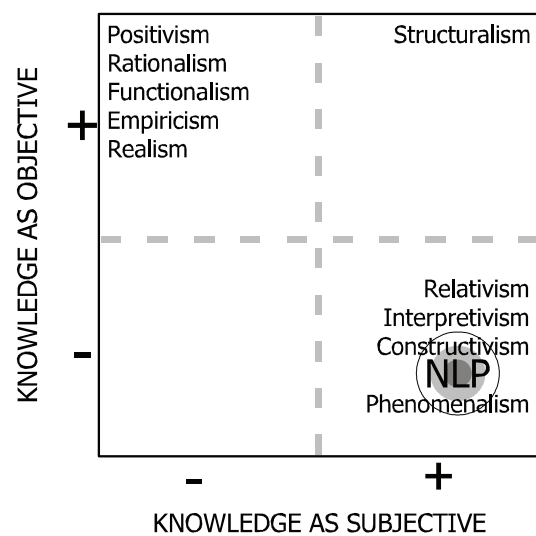 Positivism
Rationalism
Functionalism
Empiricism
Realism
Structuralism
+
KNOWLEDGE AS OBJECTIVE
-
Relativism
Interpretivism
Constructivism
NLP
Phenomenalism
- +
KNOWLEDGE AS SUBJECTIVE